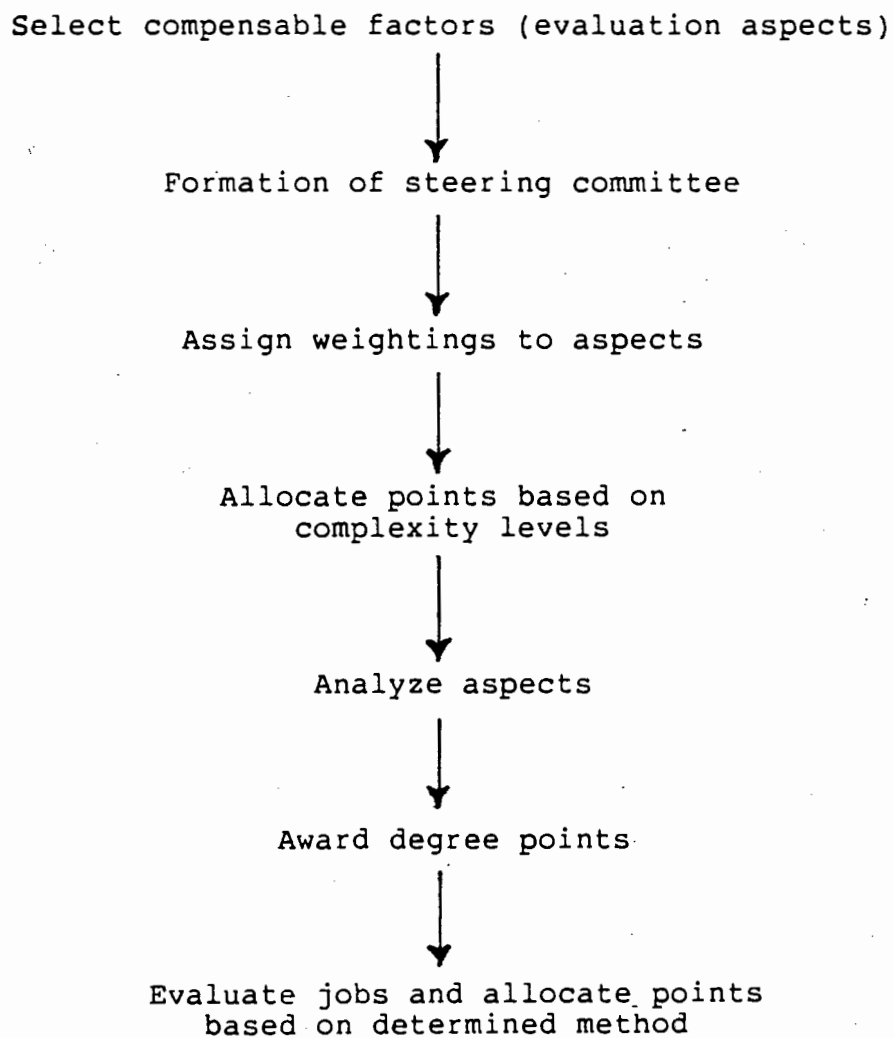 Select compensable factors (evaluation aspects)
Formation of steering committee
Assign weightings to aspects
Allocate points based on
complexity levels
Analyze aspects
Award degree points
Evaluate jobs and allocate points
based on determined method